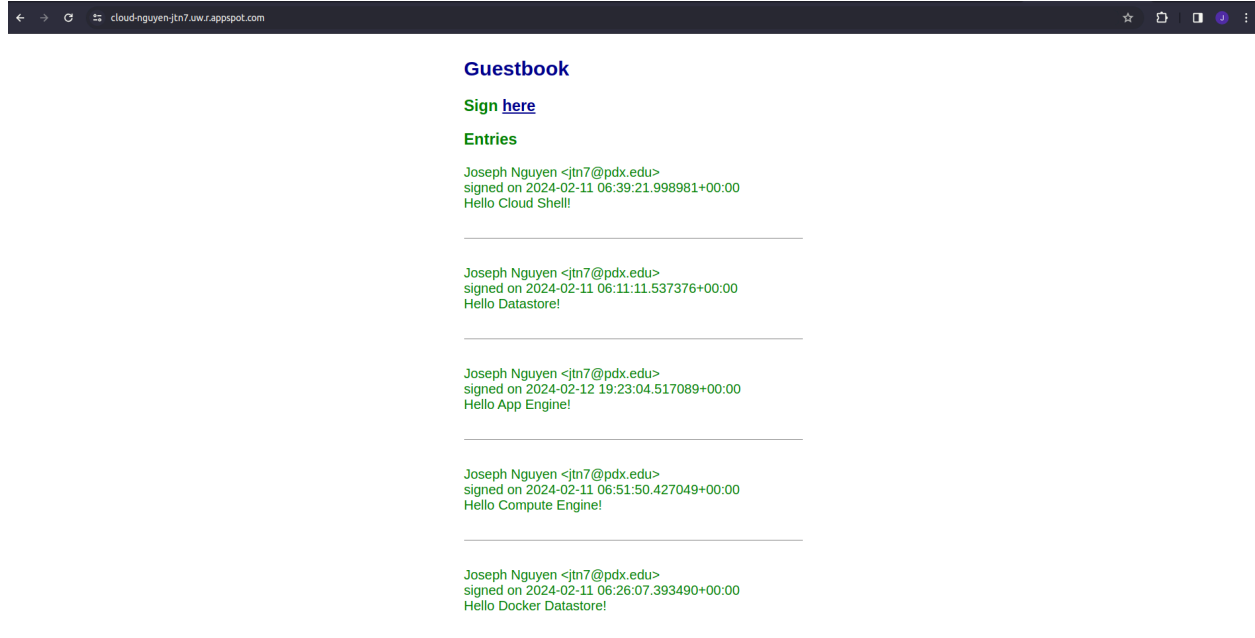 cloud-nguyen-jtn7.uw.r.appspot.com
J
Guestbook
Sign here
Entries
Joseph Nguyen <jtn7@pdx.edu>
signed on 2024-02-11 06:39:21.998981+00:00
Hello Cloud Shell!
Joseph Nguyen <jtn7@pdx.edu>
signed on 2024-02-11 06:11:11.537376+00:00
Hello Datastore!
Joseph Nguyen <jtn7@pdx.edu>
signed on 2024-02-12 19:23:04.517089+00:00
Hello App Engine!
Joseph Nguyen <jtn7@pdx.edu>
signed on 2024-02-11 06:51:50.427049+00:00
Hello Compute Engine!
Joseph Nguyen <jtn7@pdx.edu>
signed on 2024-02-11 06:26:07.393490+00:00
Hello Docker Datastore!